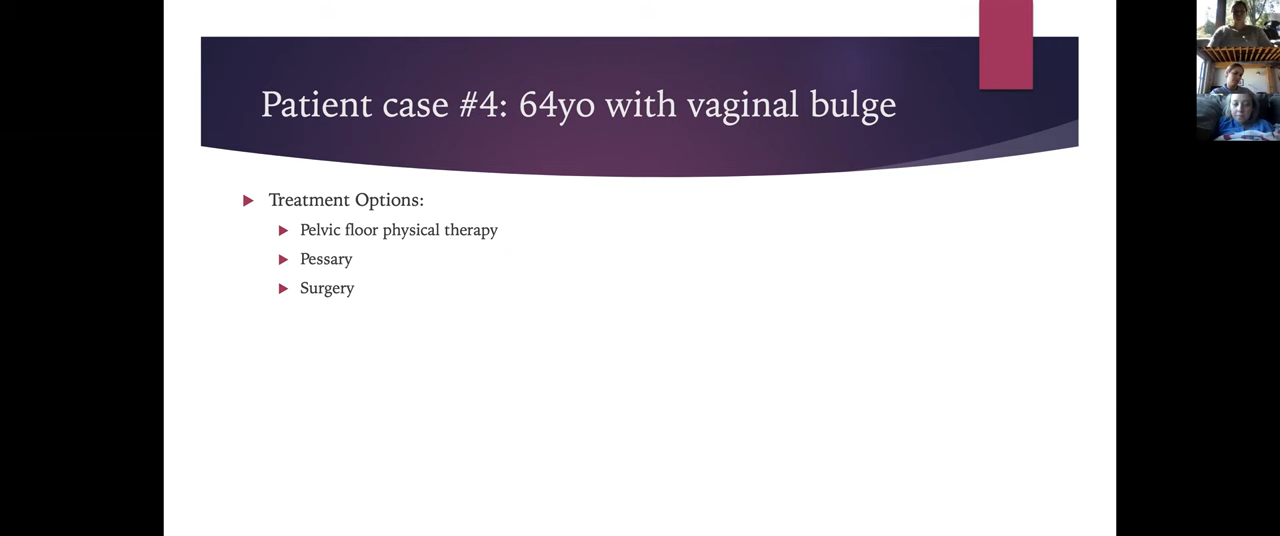 Patient case #4: 64yo with vaginal bulge
Treatment Options:
Pelvic floor physical therapy
Pessary
Surgery